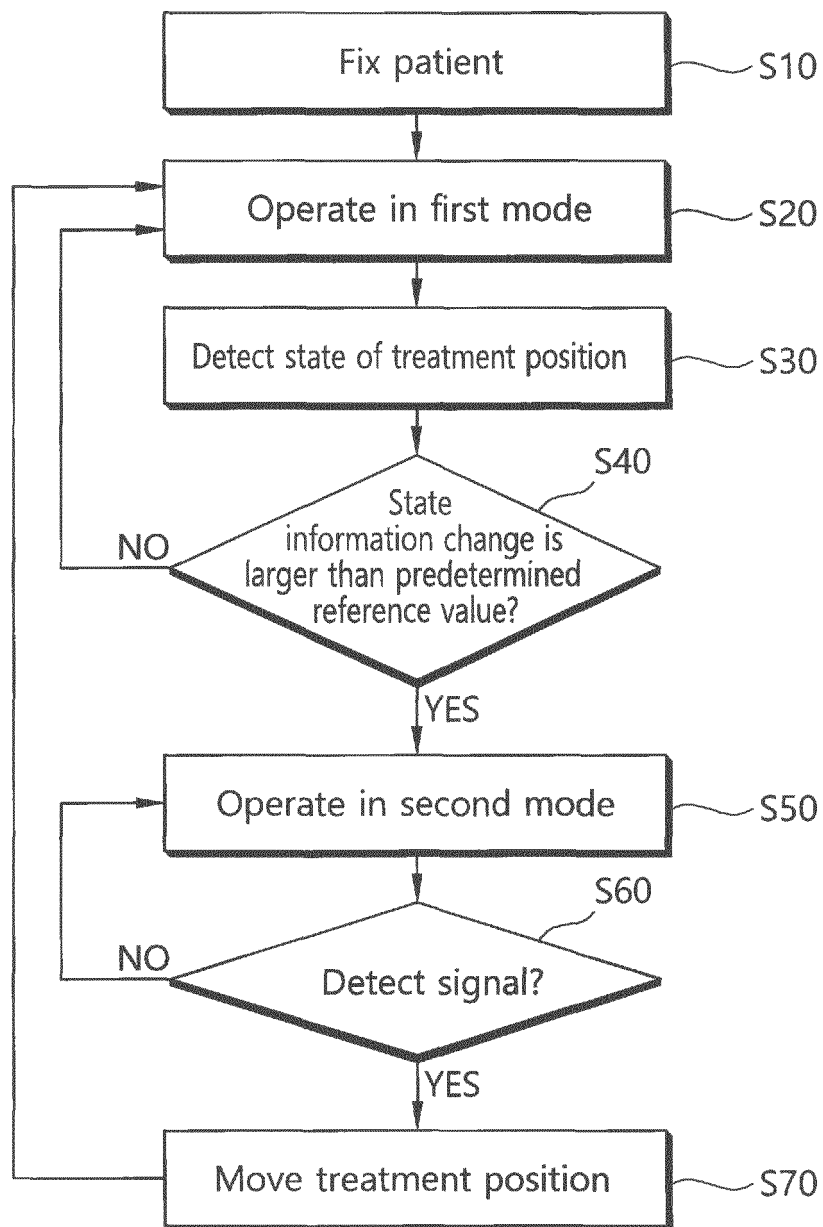 Fix patient
S10
Operate in first mode
S20
Detect state of treatment position
S30
S40
State
information change is
larger than predetermined
reference value?
NO
YES
Operate in second mode
S50
S60
Detect signal?
NO
YES
Move treatment position
S70